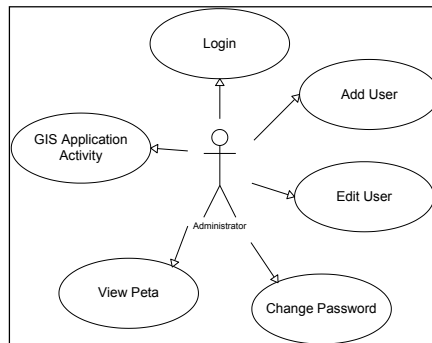 Login
Add User
GIS Application
Activity
Edit User
Administrator
View Peta
Change Password